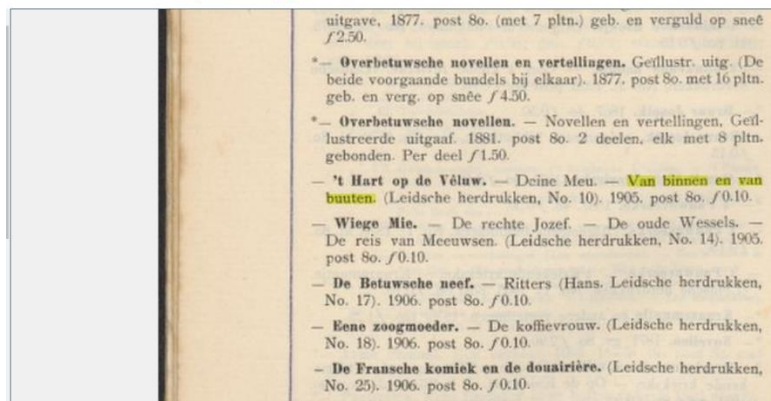 uitgave, 1877. post 8o. (met 7 pltn.) geb. en verguld op sneê
ƒ2.50.
*— Overbetuwsche novellen en vertellingen. Geïllustr. uitg. (De
beide voorgaande bundels bij elkaar). 1877. post 8o. met 16 pltn.
geb. en verg. op snêe ƒ4.50.
*— Overbetuwsche novellen. — Novellen en vertellingen, Geïl-
lustreerde uitgaaf. 1881. post 8o. 2 deelen, elk met 8 pltn.
gebonden. Per deel ƒ1.50.
— 't Hart op de Véluw. — Deine Meu. — Van binnen en van
buuten. (Leidsche herdrukken, No. 10). 1905. post 8o. ƒ0.10.
— Wiege Mie. — De rechte Jozef. — De oude Wessels. —
De reis van Meeuwsen. (Leidsche herdrukken, No. 14). 1905.
post 8o. ƒ0.10.
— De Betuwsche neef. — Ritters (Hans. Leidsche herdrukken,
No. 17). 1906. post 8o. ƒ0.10.
— Eene zoogmoeder. — De koffievrouw. (Leidsche herdrukken,
No. 18). 1906. post 8o. ƒ0.10.
— De Fransche komiek en de douairière. (Leidsche herdrukken,
No. 25). 1906. post 8o. ƒ0.10.